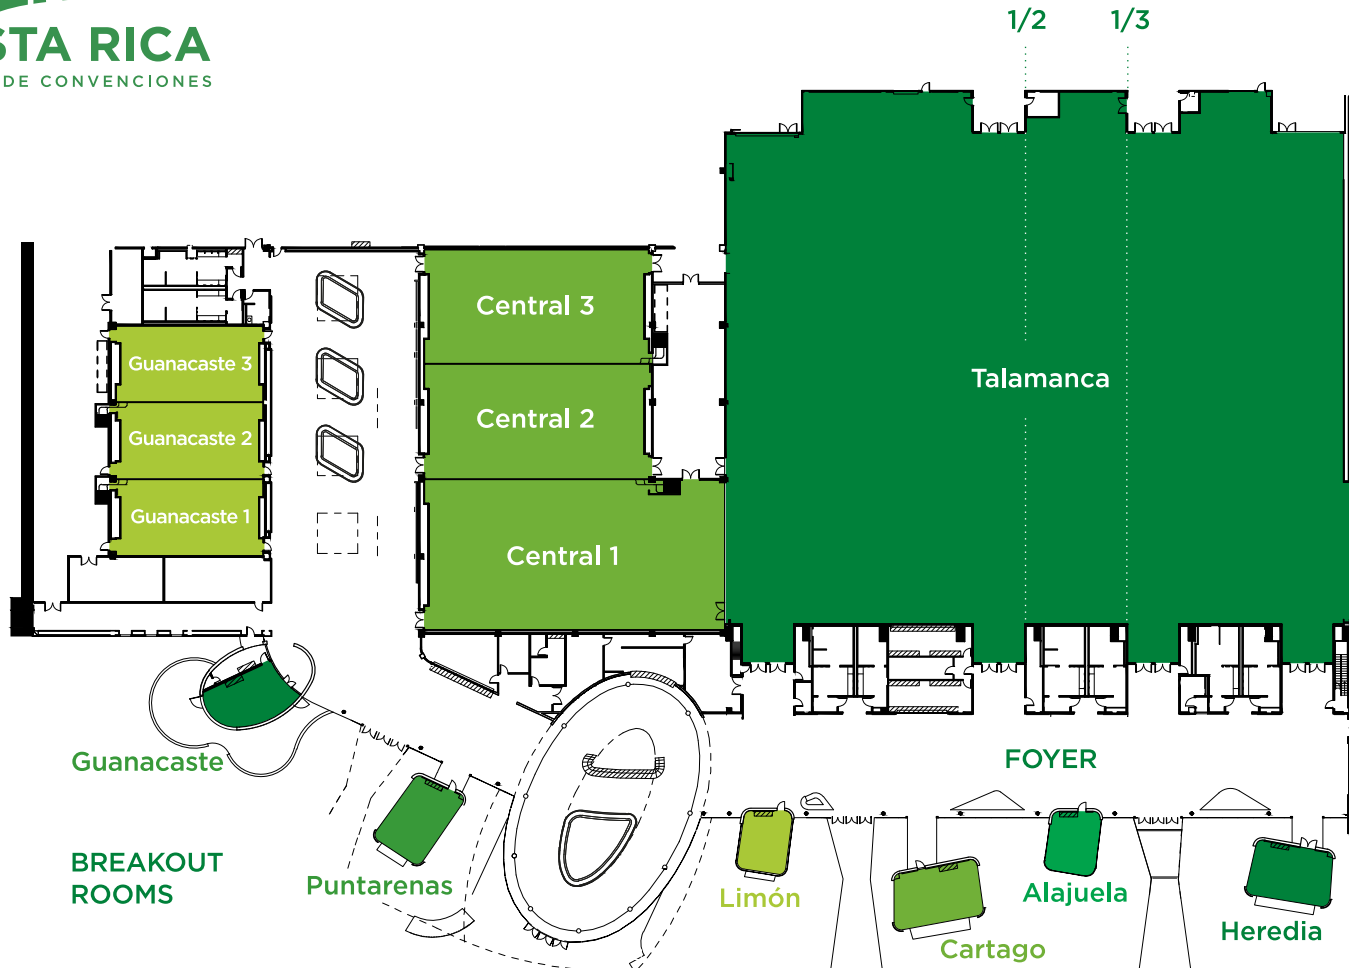 1/2
1/3
STA RICA
DE CONVENCIONES
Central 3
Guanacaste 3
Talamanca
Central 2
Guanacaste 2
Guanacaste 1
Central 1
Guanacaste
FOYER
BREAKOUT
ROOMS
Puntarenas
Limón
Alajuela
Cartago
Heredia